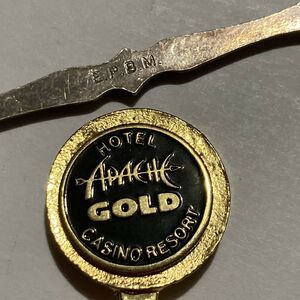 E.P.B.M.
HOTEL
APACHE
GOLD
CASINO RESORT